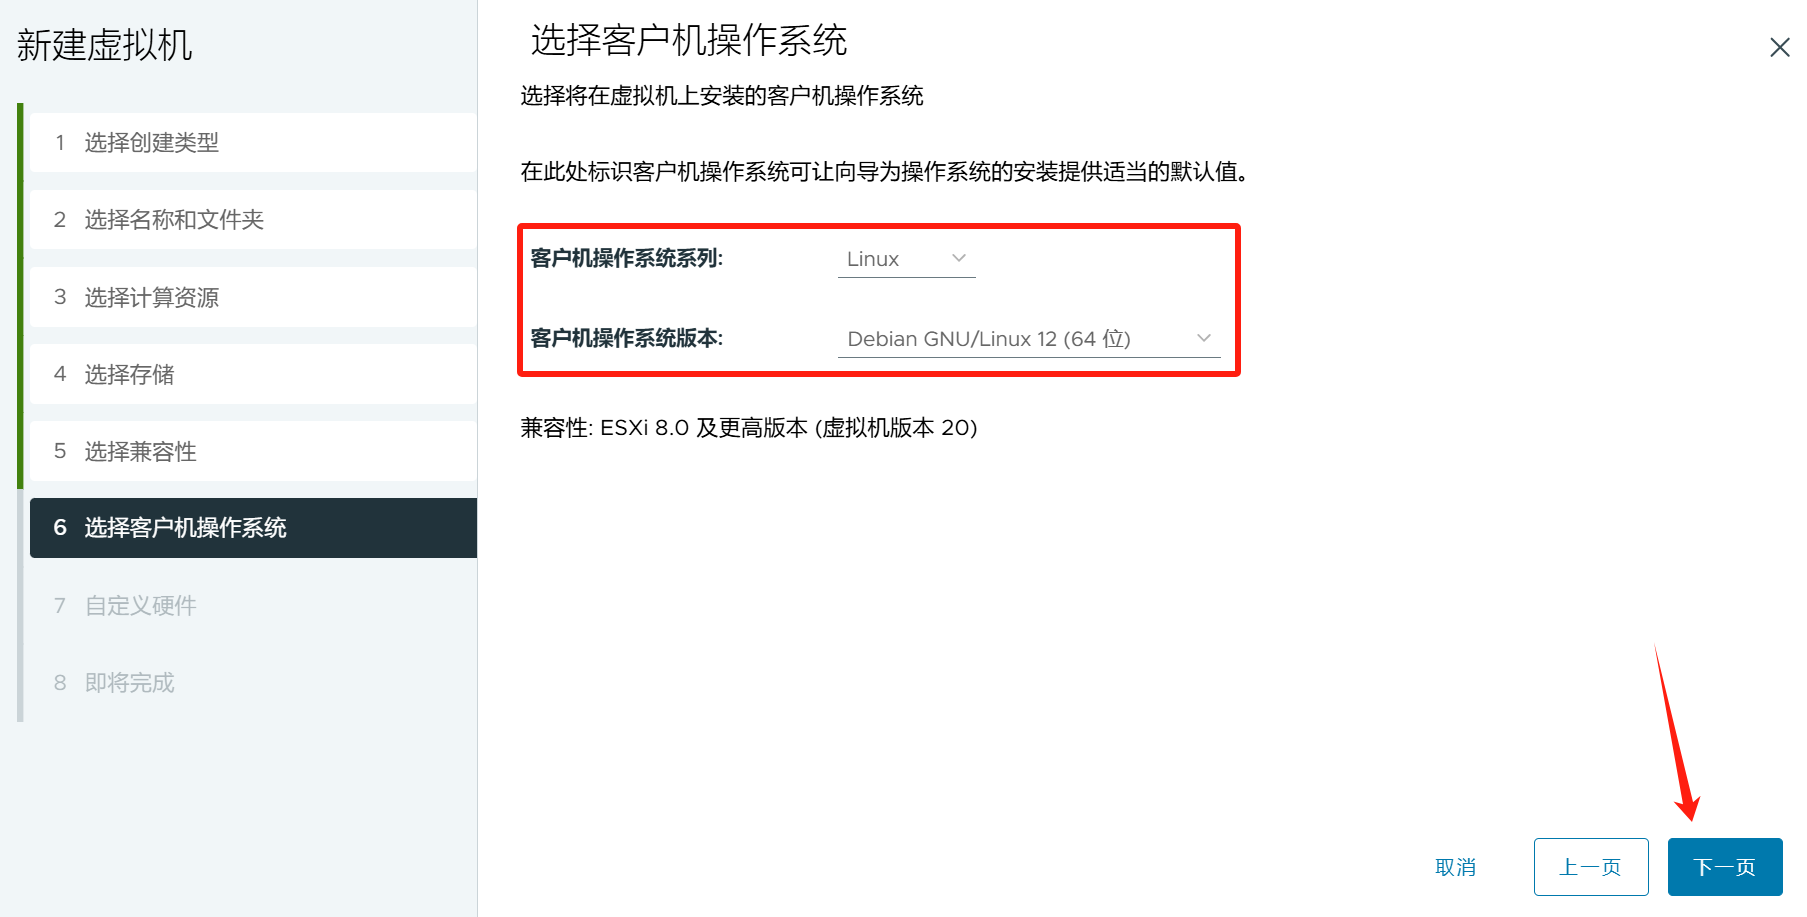 新建虚拟机
1 选择创建类型
2 选择名称和文件夹
3 选择计算资源
4 选择存储
5 选择兼容性
6 选择客户机操作系统
7 自定义硬件
8 即将完成
选择客户机操作系统
选择将在虚拟机上安装的客户机操作系统
在此处标识客户机操作系统可让向导为操作系统的安装提供适当的默认值。
客户机操作系统系列: Linux
客户机操作系统版本: Debian GNU/Linux 12 (64 位)
兼容性: ESXi 8.0 及更高版本 (虚拟机版本 20)
取消 上一页 下一页